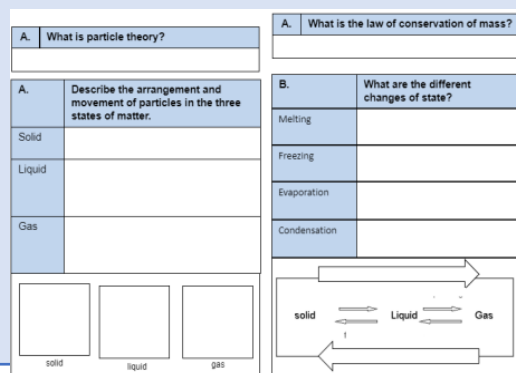 A. What is particle theory?
A. Describe the arrangement and
movement of particles in the three
states of matter.
Solid
Liquid
Gas
solid
liquid
gas
A. What is the law of conservation of mass?
B. What are the different
changes of state?
Melting
Freezing
Evaporation
Condensation
solid Liquid Gas